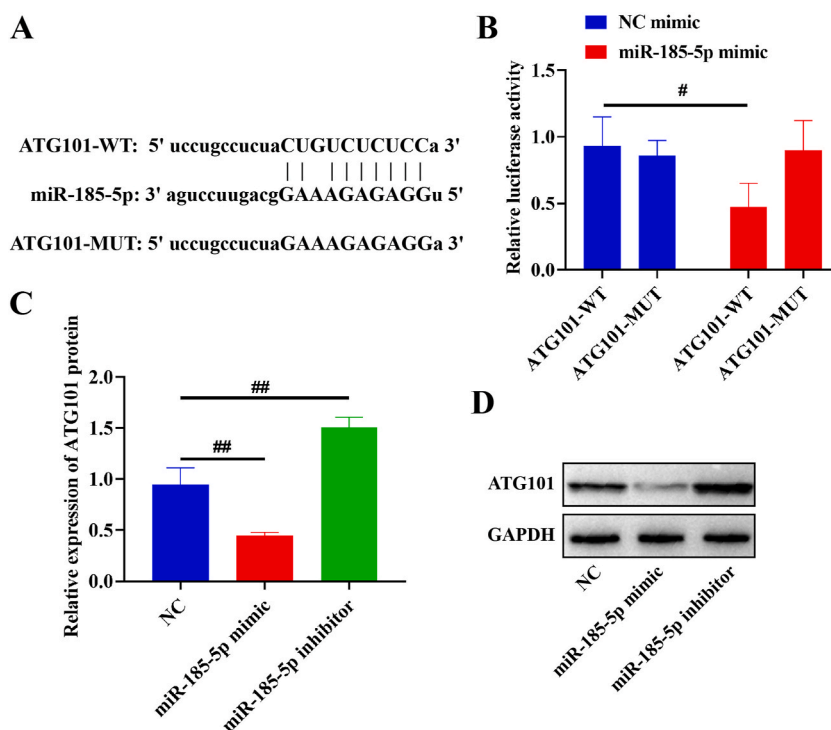 A
ATG101-WT: 5' uccugccucuaCUGUCUCUCCa 3'
miR-185-5p: 3' aguccuugacgGAAAGAGAGGu 5'
ATG101-MUT: 5' uccugccucuaGAAAGAGAGGa 3'
B
NC mimic
miR-185-5p mimic
Relative luciferase activity
1.5
1.0
0.5
0.0
#
ATG101-WT
ATG101-MUT
ATG101-WT
ATG101-MUT
C
Relative expression of ATG101 protein
2.0
1.5
1.0
0.5
0.0
##
##
NC
miR-185-5p mimic
miR-185-5p inhibitor
D
ATG101
GAPDH
NC
miR-185-5p mimic
miR-185-5p inhibitor